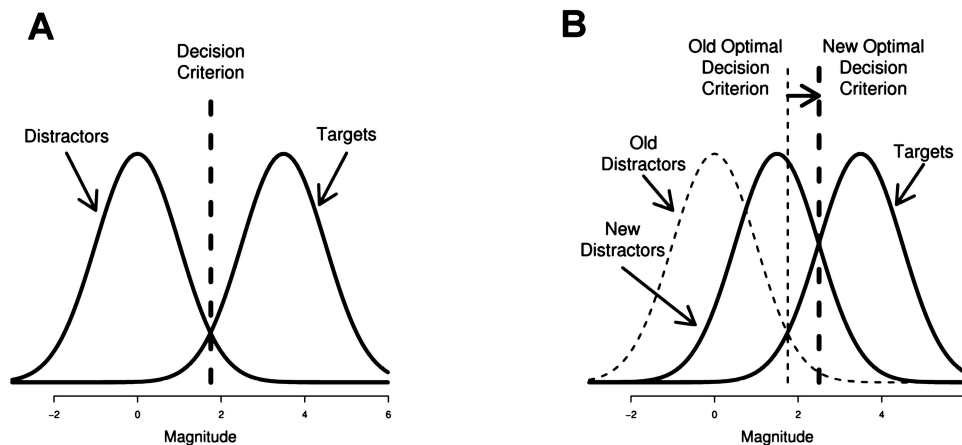 A
Decision
Criterion
Distractors
Targets
−2 0 2 4 6
Magnitude
B
Old Optimal
Decision
Criterion
New Optimal
Decision
Criterion
Old
Distractors
Targets
New
Distractors
−2 0 2 4
Magnitude